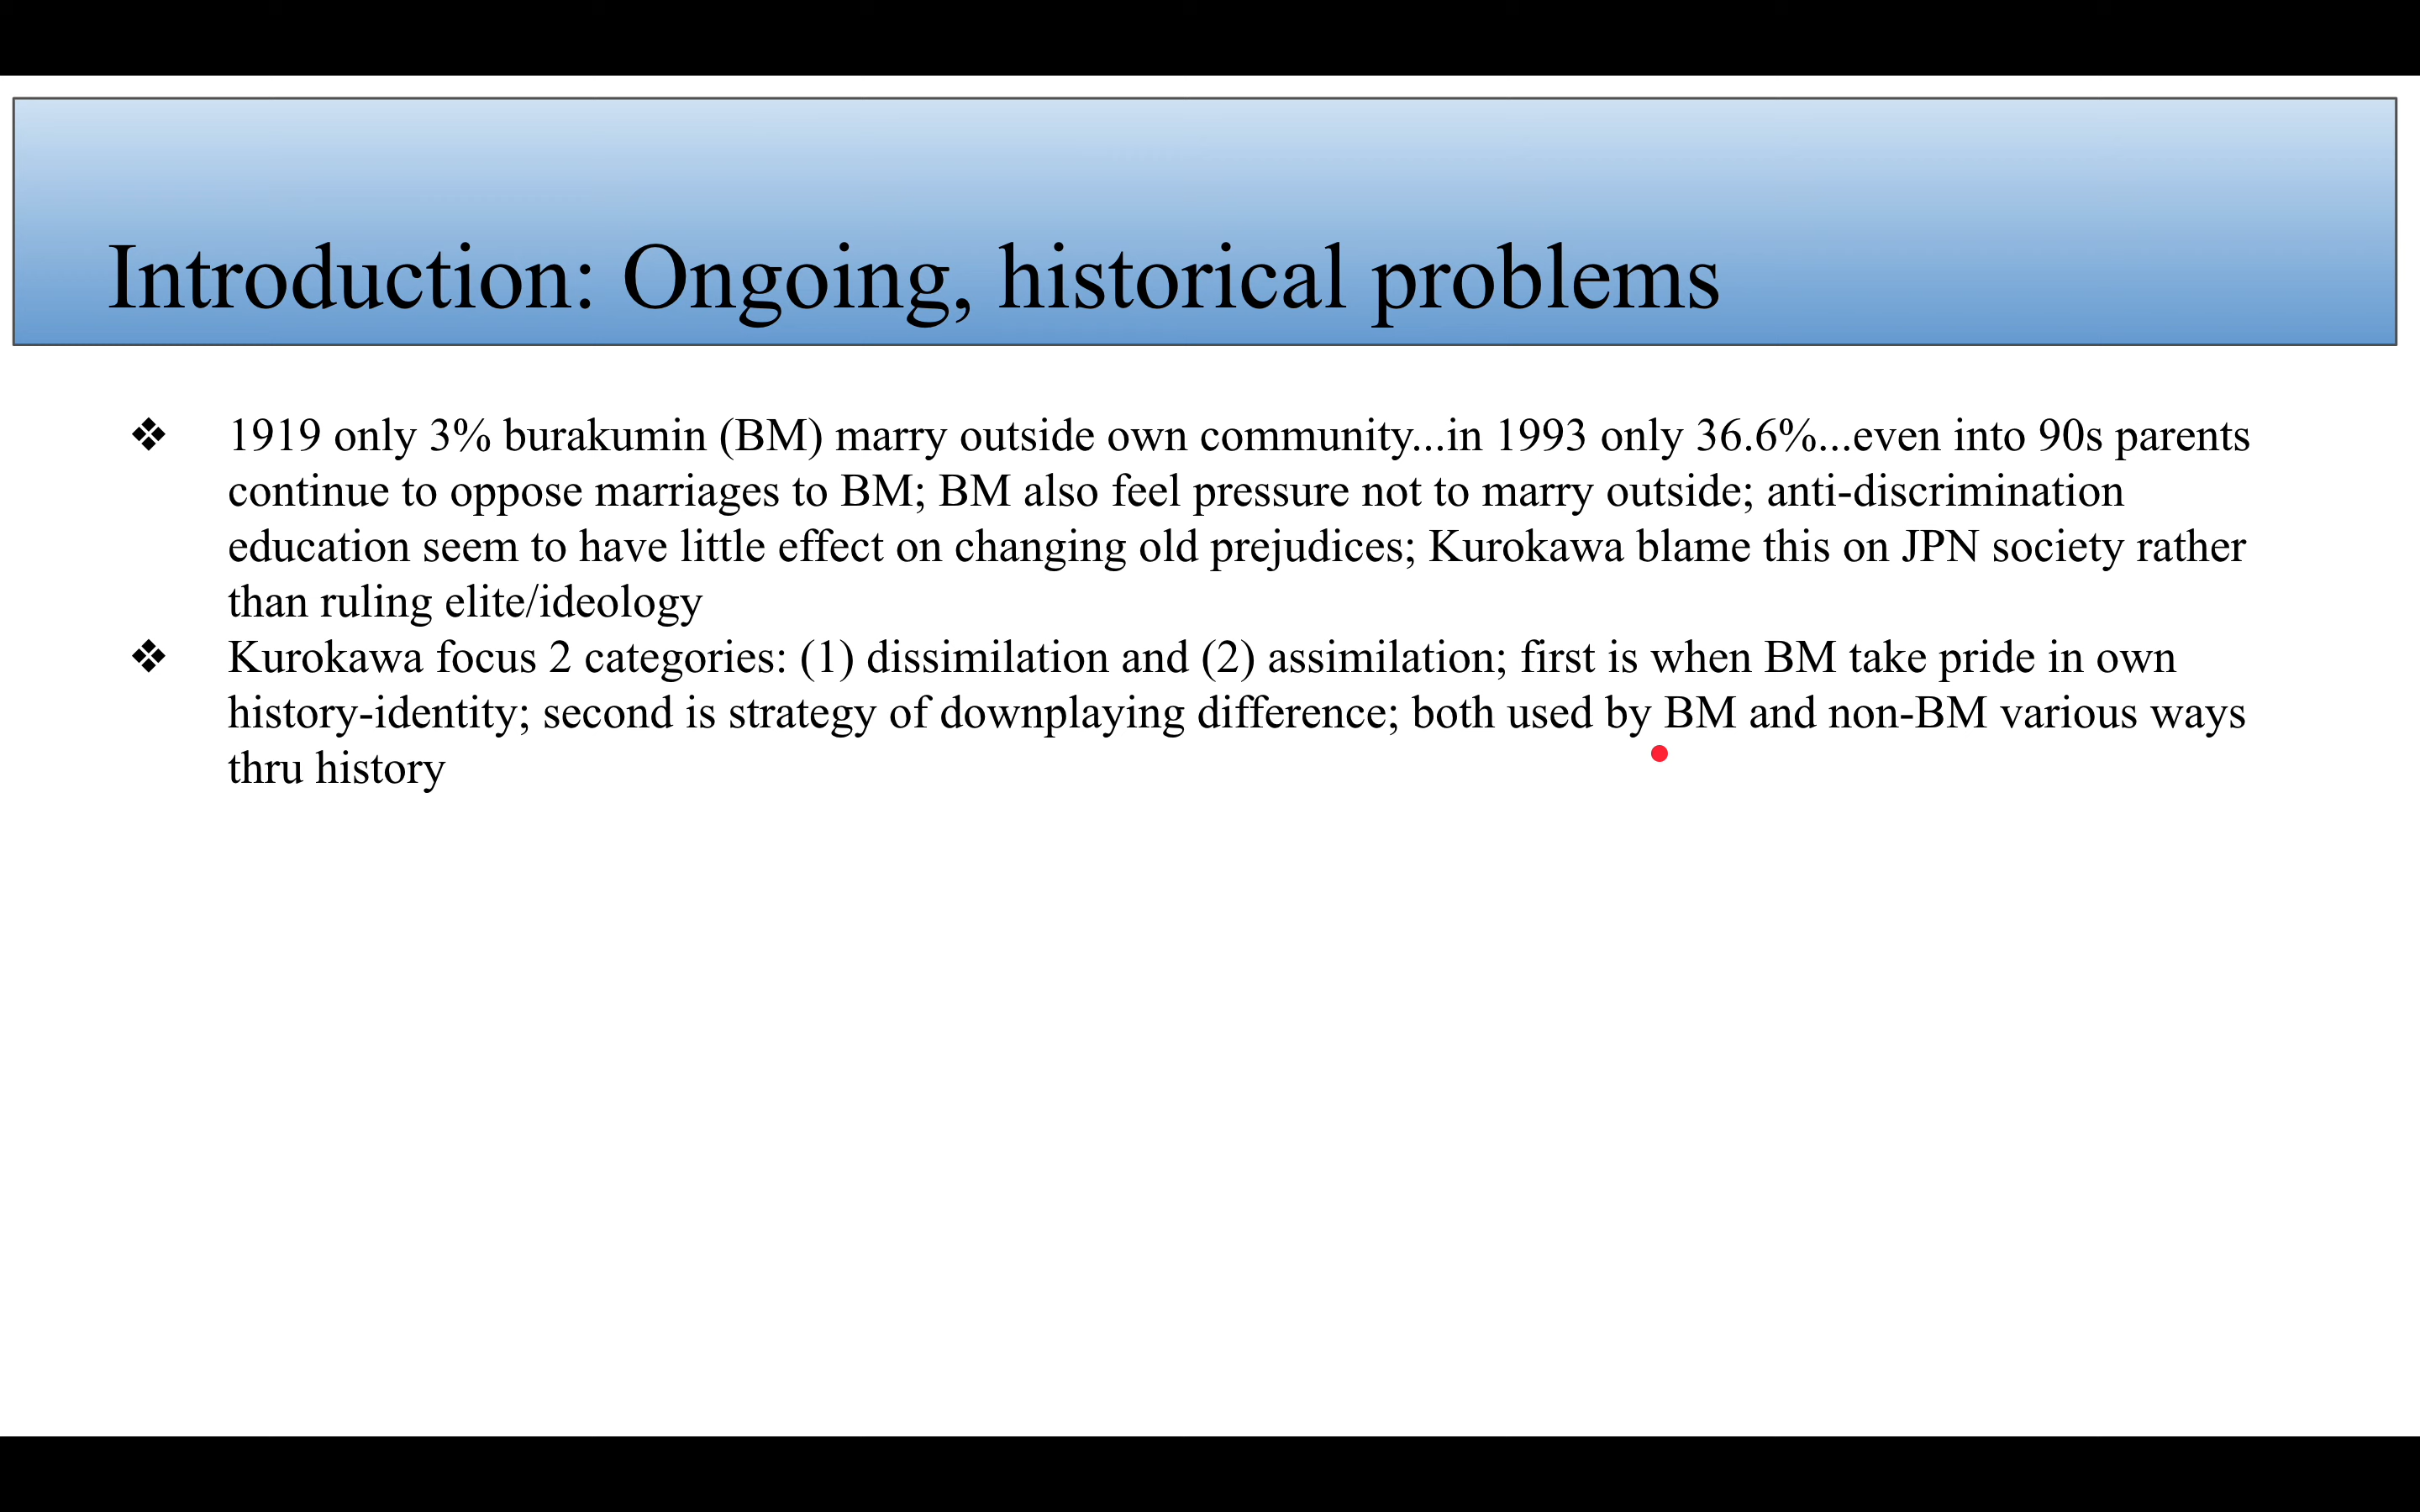 Introduction: Ongoing, historical problems
❖ 1919 only 3% burakumin (BM) marry outside own community...in 1993 only 36.6%...even into 90s parents
continue to oppose marriages to BM; BM also feel pressure not to marry outside; anti-discrimination
education seem to have little effect on changing old prejudices; Kurokawa blame this on JPN society rather
than ruling elite/ideology
❖ Kurokawa focus 2 categories: (1) dissimilation and (2) assimilation; first is when BM take pride in own
history-identity; second is strategy of downplaying difference; both used by BM and non-BM various ways
thru history